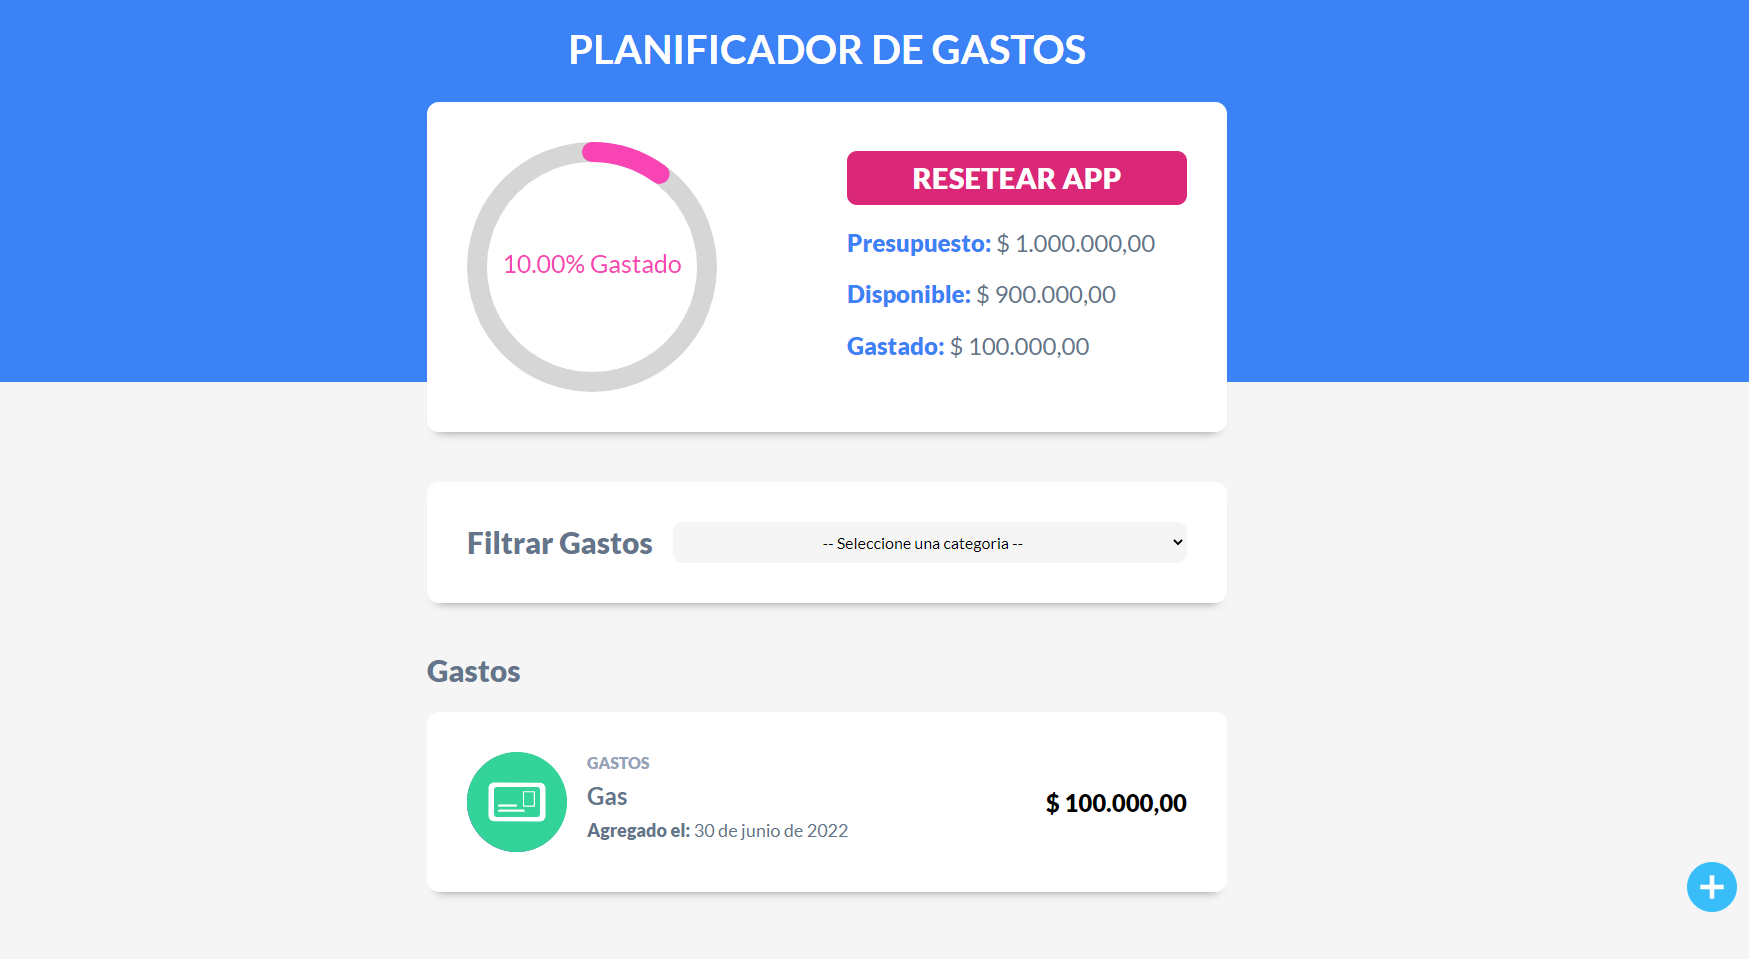 PLANIFICADOR DE GASTOS
10.00% Gastado
RESETEAR APP
Presupuesto: $ 1.000.000,00
Disponible: $ 900.000,00
Gastado: $ 100.000,00
Filtrar Gastos
-- Seleccione una categoria --
Gastos
GASTOS
Gas
Agregado el: 30 de junio de 2022
$ 100.000,00